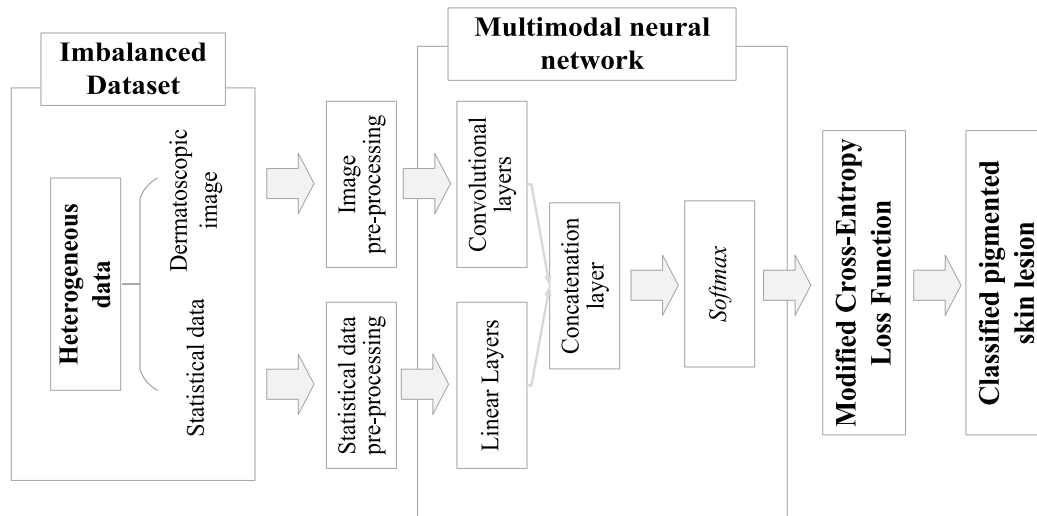 Imbalanced
Dataset
Heterogeneous
data
Dermatoscopic
image
Statistical data
Image
pre-processing
Statistical data
pre-processing
Multimodal neural
network
Convolutional
layers
Linear Layers
Concatenation
layer
Softmax
Modified Cross-Entropy
Loss Function
Classified pigmented
skin lesion